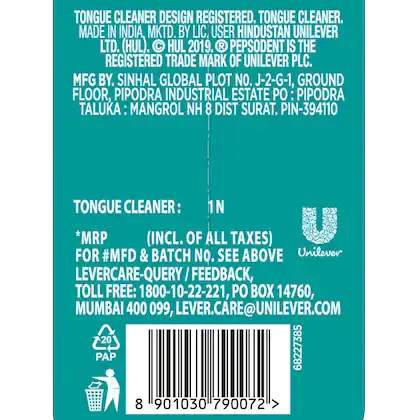 TONGUE CLEANER DESIGN REGISTERED. TONGUE CLEANER.
MADE IN INDIA, MKTD. BY LIC. USER HINDUSTAN UNILEVER
LTD. (HUL). © HUL 2019. ® PEPSODENT IS THE
REGISTERED TRADE MARK OF UNILEVER PLC.
MFG BY. SINHAL GLOBAL PLOT NO. J-2-G-1, GROUND
FLOOR, PIPODRA INDUSTRIAL ESTATE PO : PIPODRA
TALUKA : MANGROL NH 8 DIST SURAT. PIN-394110
TONGUE CLEANER : 1 N
*MRP (INCL. OF ALL TAXES)
FOR #MFD & BATCH NO. SEE ABOVE
LEVERCARE-QUERY / FEEDBACK,
TOLL FREE: 1800-10-22-221, PO BOX 14760,
MUMBAI 400 099, LEVER.CARE@UNILEVER.COM
Unilever
20
PAP
8 901030 790072 >
68227385